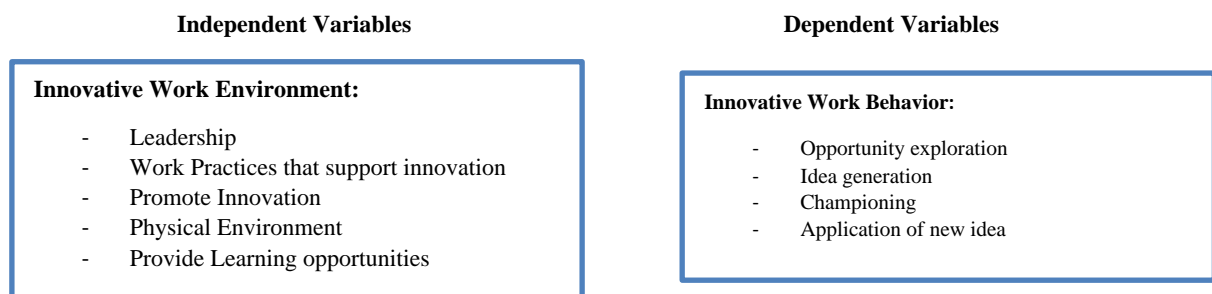 Independent Variables
Dependent Variables
Innovative Work Environment:
- Leadership
- Work Practices that support innovation
- Promote Innovation
- Physical Environment
- Provide Learning opportunities
Innovative Work Behavior:
- Opportunity exploration
- Idea generation
- Championing
- Application of new idea